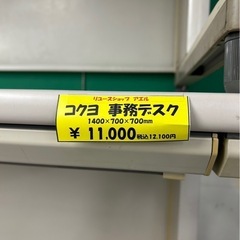 リユースショップ アエル
コクヨ 事務デスク
1400×700×700mm
¥ 11,000 税込12,100円